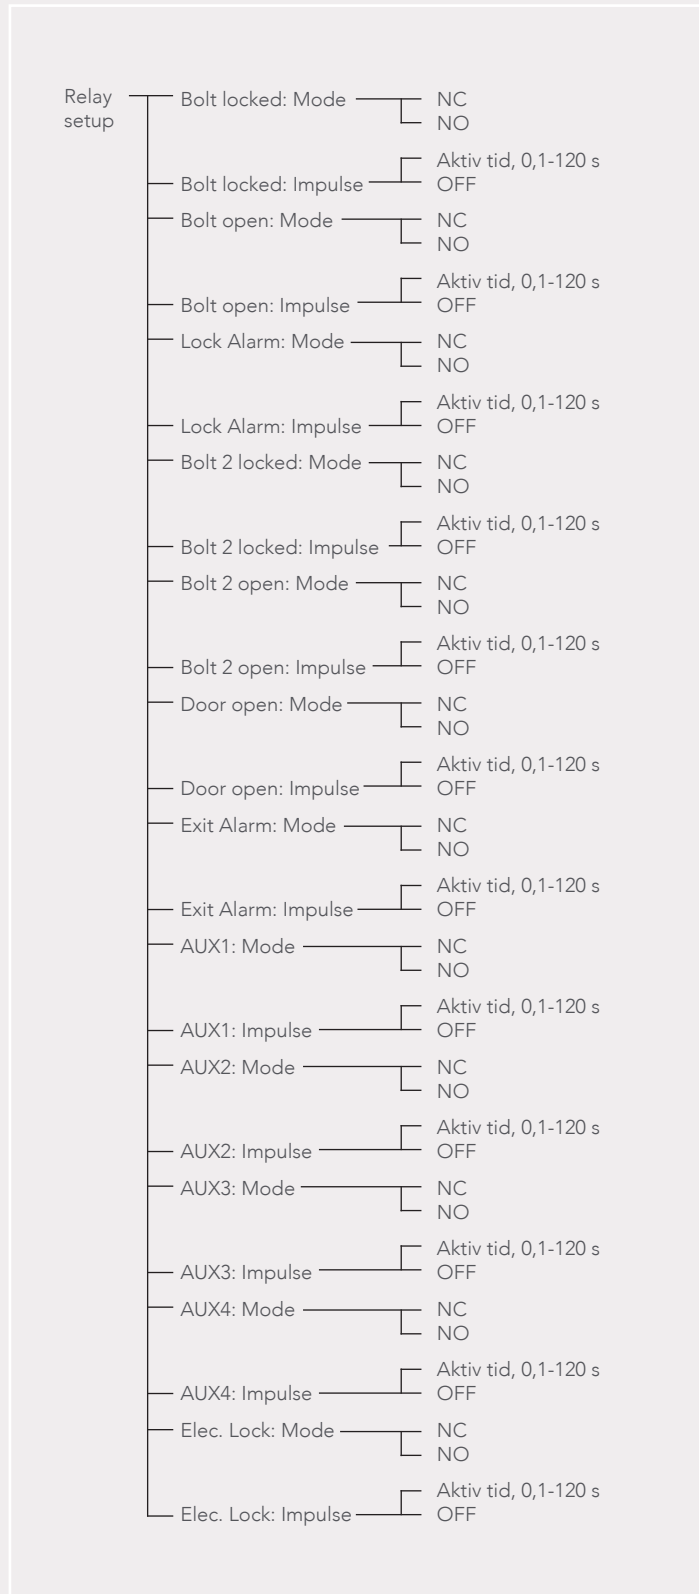 Relay setup
Bolt locked: Mode
NC
NO
Aktiv tid, 0,1-120 s
Bolt locked: Impulse
OFF
Bolt open: Mode
NC
NO
Aktiv tid, 0,1-120 s
Bolt open: Impulse
OFF
Lock Alarm: Mode
NC
NO
Aktiv tid, 0,1-120 s
Lock Alarm: Impulse
OFF
Bolt 2 locked: Mode
NC
NO
Aktiv tid, 0,1-120 s
Bolt 2 locked: Impulse
OFF
Bolt 2 open: Mode
NC
NO
Aktiv tid, 0,1-120 s
Bolt 2 open: Impulse
OFF
Door open: Mode
NC
NO
Aktiv tid, 0,1-120 s
Door open: Impulse
OFF
Exit Alarm: Mode
NC
NO
Aktiv tid, 0,1-120 s
Exit Alarm: Impulse
OFF
AUX1: Mode
NC
NO
Aktiv tid, 0,1-120 s
AUX1: Impulse
OFF
AUX2: Mode
NC
NO
Aktiv tid, 0,1-120 s
AUX2: Impulse
OFF
AUX3: Mode
NC
NO
Aktiv tid, 0,1-120 s
AUX3: Impulse
OFF
AUX4: Mode
NC
NO
Aktiv tid, 0,1-120 s
AUX4: Impulse
OFF
Elec. Lock: Mode
NC
NO
Aktiv tid, 0,1-120 s
Elec. Lock: Impulse
OFF